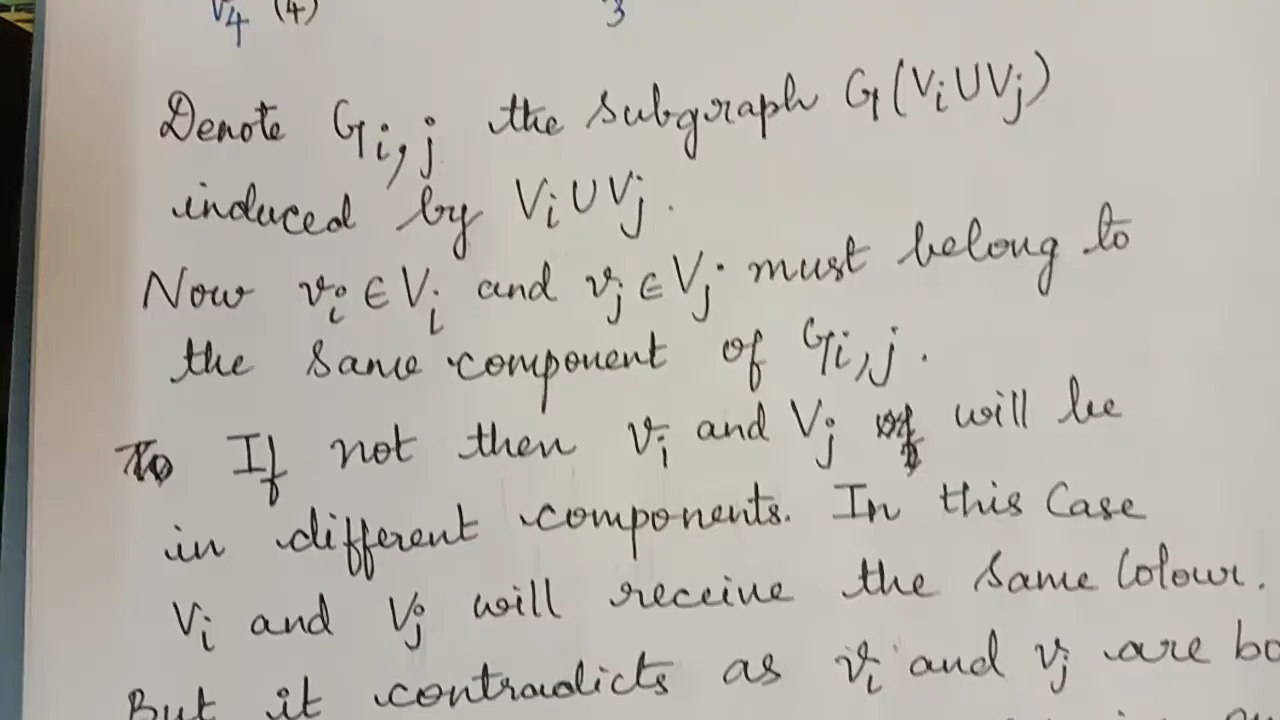 V4 (4) 3
Denote Gi,j the subgraph G(Vi∪Vj)
induced by Vi∪Vj.
Now vi∈Vi and vj∈Vj must belong to
the same component of Gi,j.
If not then vi and Vj will be
in different components. In this Case
Vi and Vj will receive the same Colour.
But it contradicts as vi and vj are